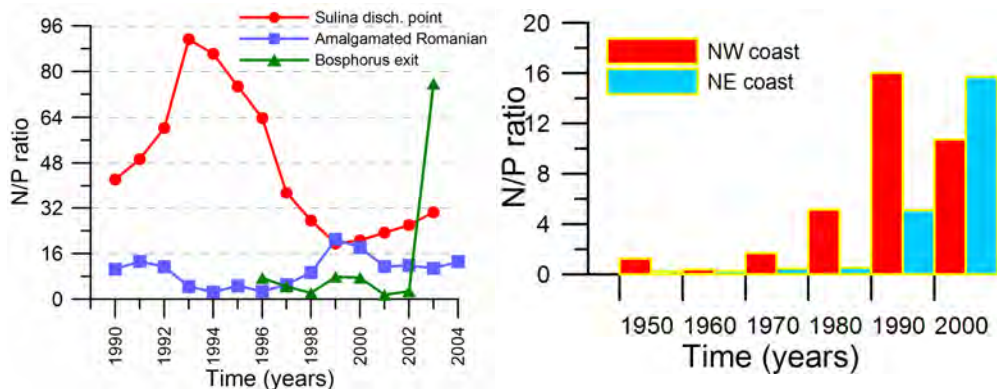 Sulina disch. point
Amalgamated Romanian
Bosphorus exit
96
80
64
48
32
16
0
N/P ratio
1990
1992
1994
1996
1998
2000
2002
2004
Time (years)
NW coast
NE coast
20
16
12
8
4
0
N/P ratio
1950 1960 1970 1980 1990 2000
Time (years)